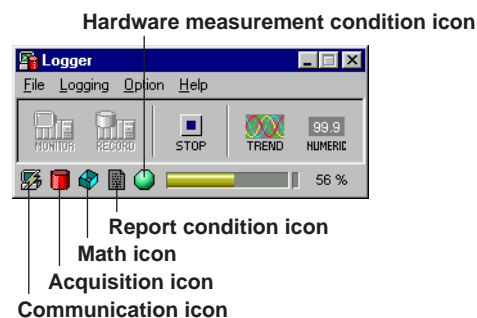 Hardware measurement condition icon
Logger
File Logging Option Help
MONITOR RECORD STOP TREND 99.9 NUMERIC
56 %
Report condition icon
Math icon
Acquisition icon
Communication icon